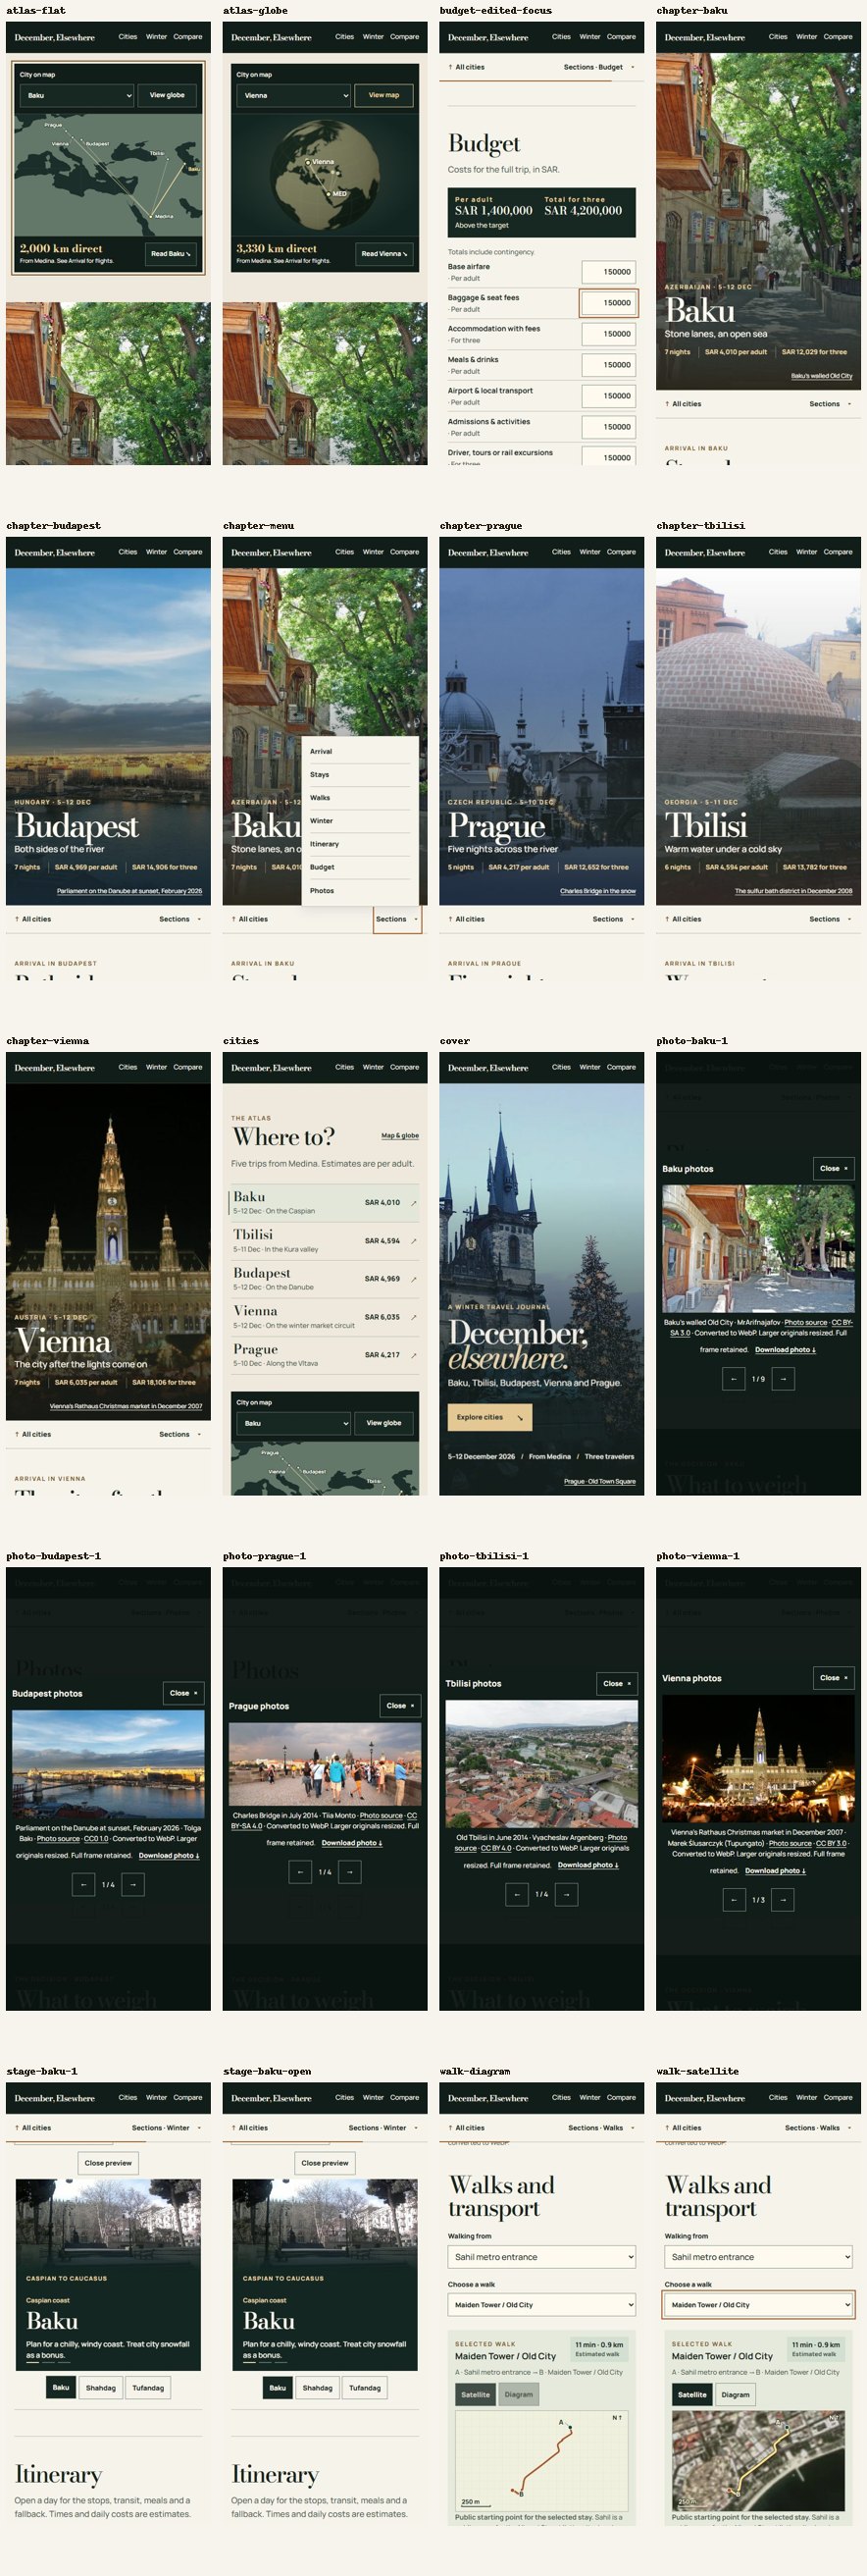 atlas-flat
December, Elsewhere Cities Winter Compare
City on map
Baku View globe
Prague
Vienna Budapest
Tbilisi
Baku
Medina
2,000 km direct
From Medina. See Arrival for flights.
Read Baku ↘
atlas-globe
December, Elsewhere Cities Winter Compare
City on map
Vienna View map
Vienna
MED
3,330 km direct
From Medina. See Arrival for flights.
Read Vienna ↘
budget-edited-focus
December, Elsewhere Cities Winter Compare
↑ All cities Sections · Budget
Budget
Costs for the full trip, in SAR.
Per adult Total for three
SAR 1,400,000 SAR 4,200,000
Above the target
Totals include contingency.
Base airfare
· Per adult
150000
Baggage & seat fees
· Per adult
150000
Accommodation with fees
· For three
150000
Meals & drinks
· Per adult
150000
Airport & local transport
· Per adult
150000
Admissions & activities
· Per adult
150000
Driver, tours or rail excursions
· For three
150000
chapter-baku
December, Elsewhere Cities Winter Compare
AZERBAIJAN · 5–12 DEC
Baku
Stone lanes, an open sea
7 nights SAR 4,010 per adult SAR 12,029 for three
Baku's walled Old City
↑ All cities Sections
ARRIVAL IN BAKU
chapter-budapest
December, Elsewhere Cities Winter Compare
HUNGARY · 5–12 DEC
Budapest
Both sides of the river
7 nights SAR 4,969 per adult SAR 14,906 for three
Parliament on the Danube at sunset, February 2026
↑ All cities Sections
ARRIVAL IN BUDAPEST
chapter-menu
December, Elsewhere Cities Winter Compare
Arrival
Stays
Walks
Winter
Itinerary
Budget
Photos
AZERBAIJAN · 5–12
Baku
Stone lanes, an o
7 nights SAR 4,010
↑ All cities Sections
ARRIVAL IN BAKU
chapter-prague
December, Elsewhere Cities Winter Compare
CZECH REPUBLIC · 5–10 DEC
Prague
Five nights across the river
5 nights SAR 4,217 per adult SAR 12,652 for three
Charles Bridge in the snow
↑ All cities Sections
ARRIVAL IN PRAGUE
chapter-tbilisi
December, Elsewhere Cities Winter Compare
GEORGIA · 5–11 DEC
Tbilisi
Warm water under a cold sky
6 nights SAR 4,594 per adult SAR 13,782 for three
The sulfur bath district in December 2008
↑ All cities Sections
ARRIVAL IN TBILISI
chapter-vienna
December, Elsewhere Cities Winter Compare
AUSTRIA · 5–12 DEC
Vienna
The city after the lights come on
7 nights SAR 6,035 per adult SAR 18,106 for three
Vienna's Rathaus Christmas market in December 2007
↑ All cities Sections
ARRIVAL IN VIENNA
cities
December, Elsewhere Cities Winter Compare
THE ATLAS
Where to? Map & globe
Five trips from Medina. Estimates are per adult.
Baku
5–12 Dec · On the Caspian
SAR 4,010 ↗
Tbilisi
5–11 Dec · In the Kura valley
SAR 4,594 ↗
Budapest
5–12 Dec · On the Danube
SAR 4,969 ↗
Vienna
5–12 Dec · On the winter market circuit
SAR 6,035 ↗
Prague
5–10 Dec · Along the Vltava
SAR 4,217 ↗
City on map
Baku View globe
Prague
Vienna Budapest
Tbilisi
cover
December, Elsewhere Cities Winter Compare
A WINTER TRAVEL JOURNAL
December,
elsewhere.
Baku, Tbilisi, Budapest, Vienna and Prague.
Explore cities ↘
5–12 December 2026 / From Medina / Three travelers
Prague · Old Town Square
photo-baku-1
Baku photos Close ×
Baku's walled Old City · MrArifnajafov · Photo source · CC BY-
SA 3.0 · Converted to WebP. Larger originals resized. Full
frame retained. Download photo ↓
← 1 / 9 →
What to weigh
photo-budapest-1
Photos
Budapest photos Close ×
Parliament on the Danube at sunset, February 2026 · Tolga
Bakı · Photo source · CC0 1.0 · Converted to WebP. Larger
originals resized. Full frame retained. Download photo ↓
← 1 / 4 →
What to weigh
photo-prague-1
Photos
Prague photos Close ×
Charles Bridge in July 2014 · Tiia Monto · Photo source · CC
BY-SA 4.0 · Converted to WebP. Larger originals resized. Full
frame retained. Download photo ↓
← 1 / 4 →
What to weigh
photo-tbilisi-1
Tbilisi photos Close ×
Old Tbilisi in June 2014 · Vyacheslav Argenberg · Photo
source · CC BY 4.0 · Converted to WebP. Larger originals
resized. Full frame retained. Download photo ↓
← 1 / 4 →
What to weigh
photo-vienna-1
Vienna photos Close ×
Vienna's Rathaus Christmas market in December 2007 ·
Marek Ślusarczyk (Tupungato) · Photo source · CC BY 3.0 ·
Converted to WebP. Larger originals resized. Full frame
retained. Download photo ↓
← 1 / 3 →
stage-baku-1
December, Elsewhere Cities Winter Compare
↑ All cities Sections · Winter
Close preview
CASPIAN TO CAUCASUS
Caspian coast
Baku
Plan for a chilly, windy coast. Treat city snowfall
as a bonus.
Baku Shahdag Tufandag
Itinerary
Open a day for the stops, transit, meals and a
fallback. Times and daily costs are estimates.
stage-baku-open
December, Elsewhere Cities Winter Compare
↑ All cities Sections · Winter
Close preview
CASPIAN TO CAUCASUS
Caspian coast
Baku
Plan for a chilly, windy coast. Treat city snowfall
as a bonus.
Baku Shahdag Tufandag
Itinerary
Open a day for the stops, transit, meals and a
fallback. Times and daily costs are estimates.
walk-diagram
December, Elsewhere Cities Winter Compare
↑ All cities Sections · Walks
converted to WebP.
Walks and
transport
Walking from
Sahil metro entrance
Choose a walk
Maiden Tower / Old City
SELECTED WALK
Maiden Tower / Old City
11 min · 0.9 km
Estimated walk
A · Sahil metro entrance → B · Maiden Tower / Old City
Satellite Diagram
N ↑
A
B
250 m
Public starting point for the selected stay. Sahil is a
walk-satellite
December, Elsewhere Cities Winter Compare
↑ All cities Sections · Walks
converted to WebP.
Walks and
transport
Walking from
Sahil metro entrance
Choose a walk
Maiden Tower / Old City
SELECTED WALK
Maiden Tower / Old City
11 min · 0.9 km
Estimated walk
A · Sahil metro entrance → B · Maiden Tower / Old City
Satellite Diagram
N ↑
A
B
250 m
Public starting point for the selected stay. Sahil is a